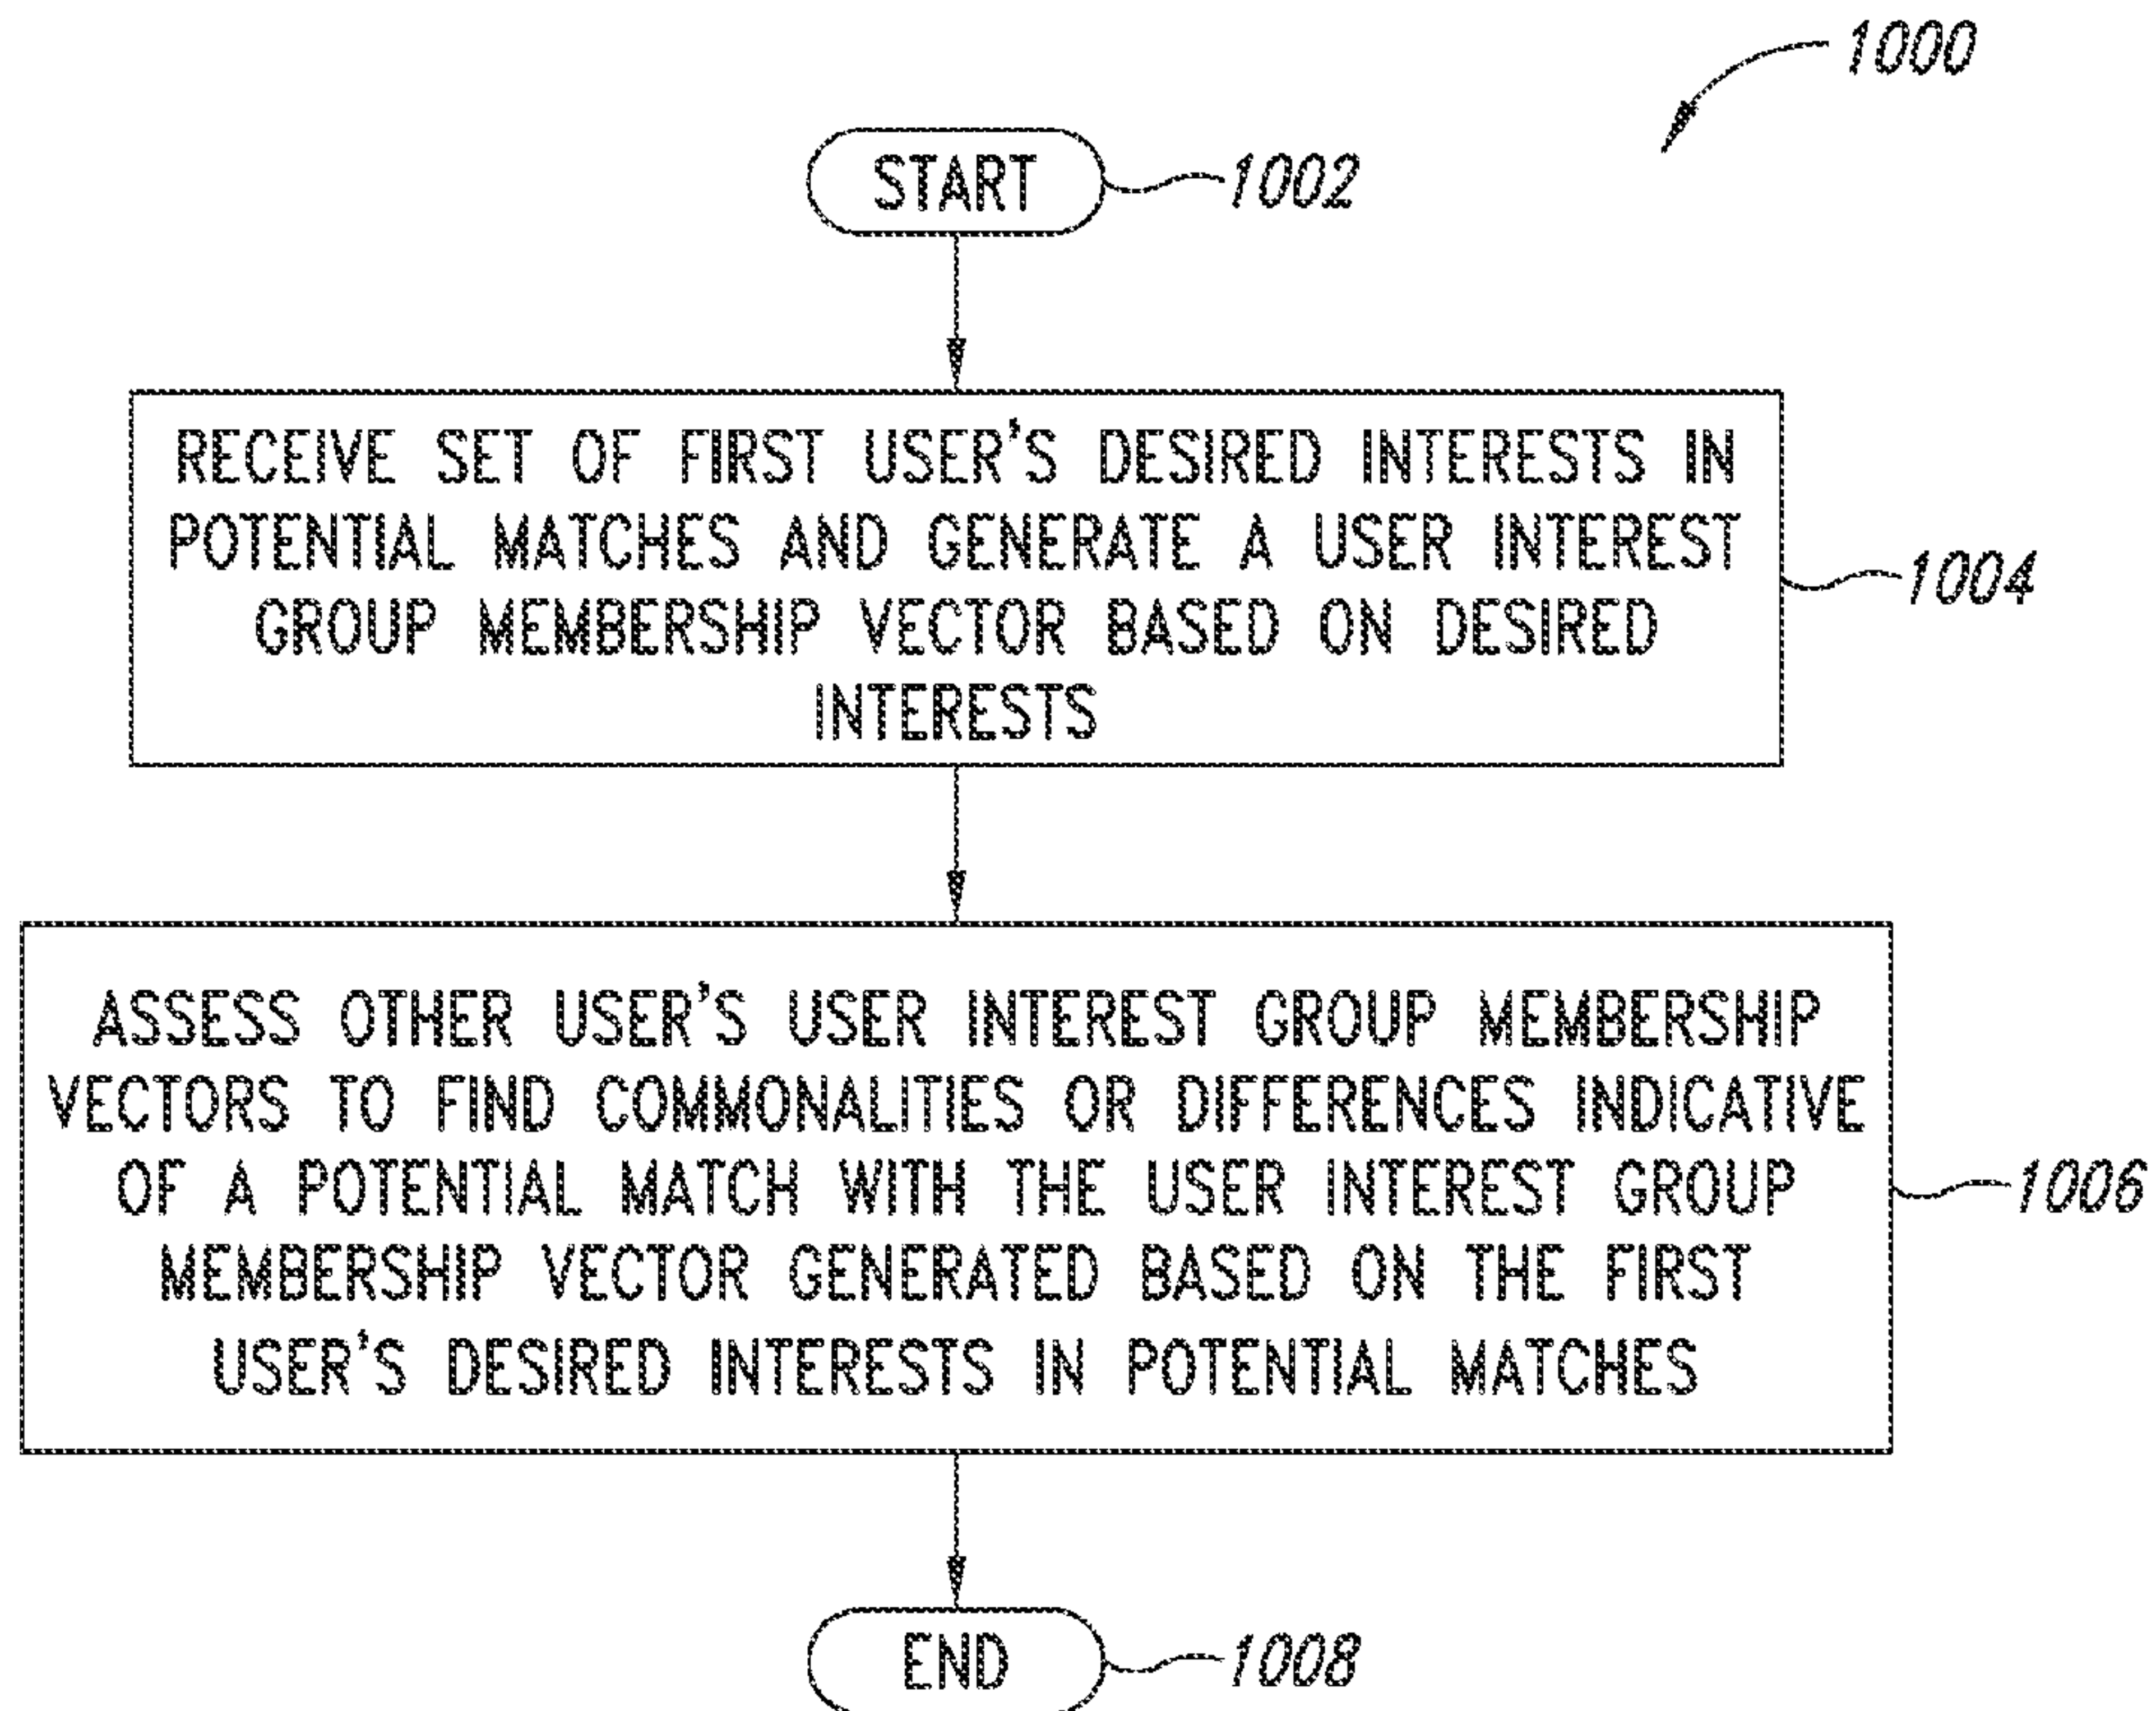 1000
START
1002
RECEIVE SET OF FIRST USER'S DESIRED INTERESTS IN
POTENTIAL MATCHES AND GENERATE A USER INTEREST
GROUP MEMBERSHIP VECTOR BASED ON DESIRED
INTERESTS
1004
ASSESS OTHER USER'S USER INTEREST GROUP MEMBERSHIP
VECTORS TO FIND COMMONALITIES OR DIFFERENCES INDICATIVE
OF A POTENTIAL MATCH WITH THE USER INTEREST GROUP
MEMBERSHIP VECTOR GENERATED BASED ON THE FIRST
USER'S DESIRED INTERESTS IN POTENTIAL MATCHES
1006
END
1008